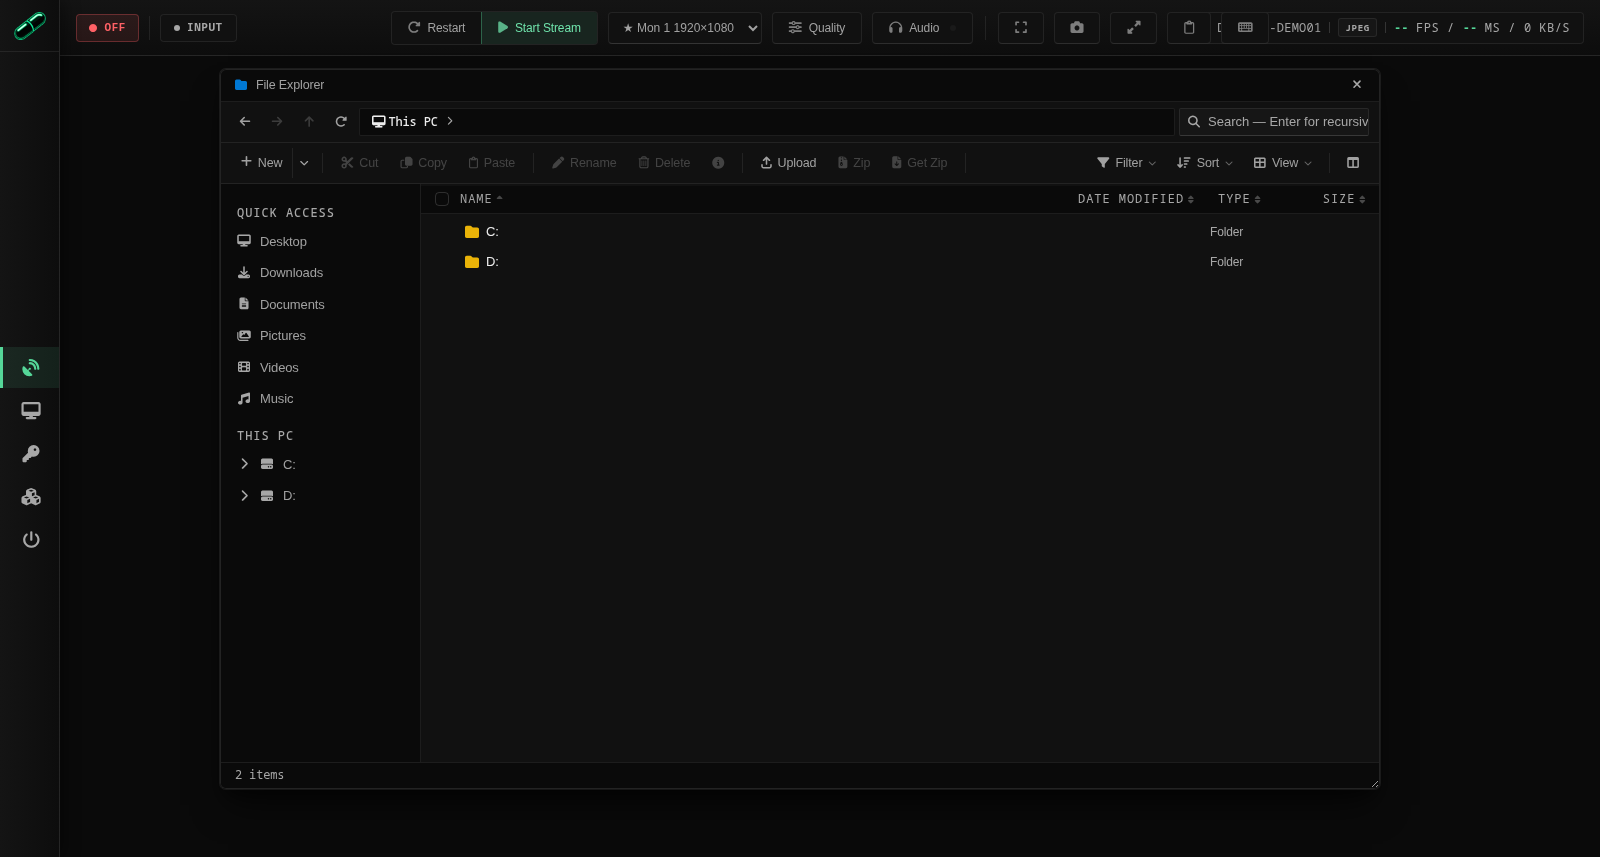 OFF
INPUT
Restart
Start Stream
★ Mon 1 1920×1080
Quality
Audio
-DEMO01
JPEG
-- FPS / -- MS / 0 KB/S
File Explorer
This PC
Search — Enter for recursiv
New
Cut
Copy
Paste
Rename
Delete
Upload
Zip
Get Zip
Filter
Sort
View
QUICK ACCESS
Desktop
Downloads
Documents
Pictures
Videos
Music
THIS PC
C:
D:
NAME
DATE MODIFIED
TYPE
SIZE
C:
Folder
D:
Folder
2 items